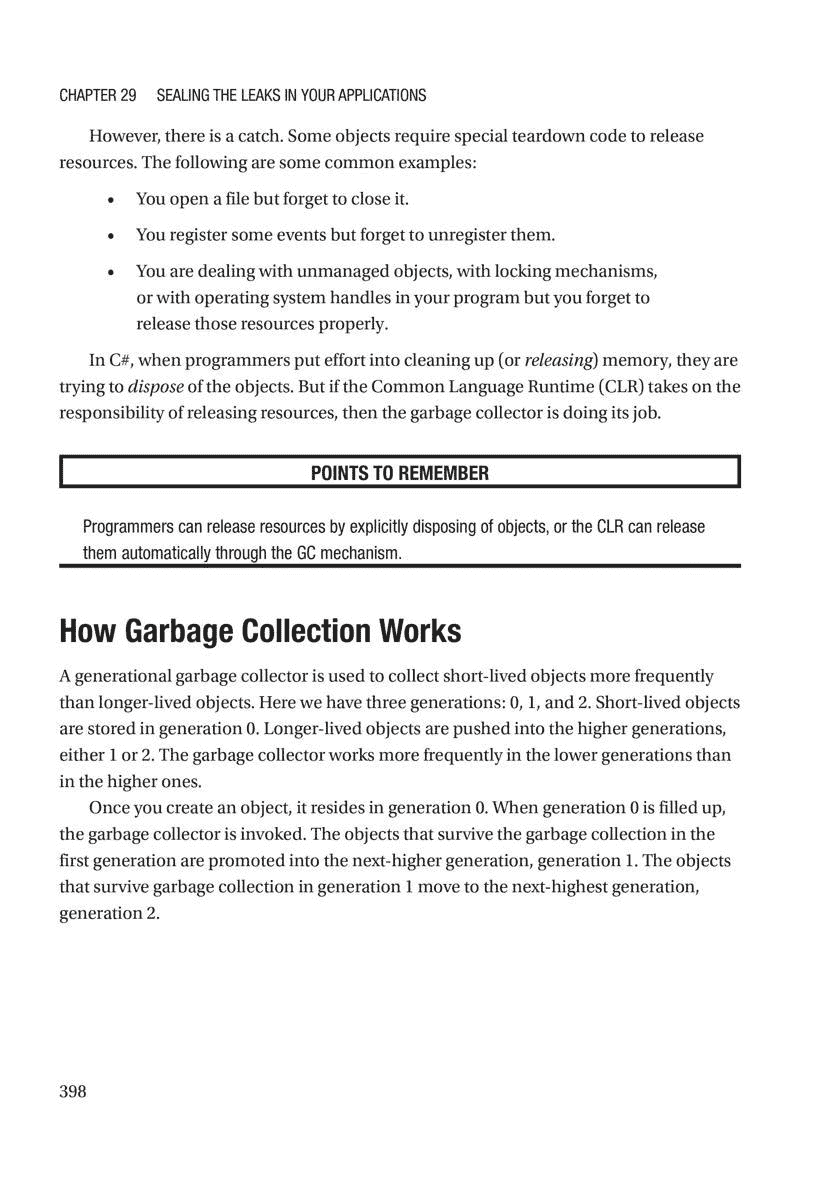 CHAPTER 29 SEALING THE LEAKS IN YOUR APPLICATIONS
However, there is a catch. Some objects require special teardown code to release
resources. The following are some common examples:
• You open a file but forget to close it.
• You register some events but forget to unregister them.
• You are dealing with unmanaged objects, with locking mechanisms,
or with operating system handles in your program but you forget to
release those resources properly.
In C#, when programmers put effort into cleaning up (or releasing) memory, they are
trying to dispose of the objects. But if the Common Language Runtime (CLR) takes on the
responsibility of releasing resources, then the garbage collector is doing its job.
POINTS TO REMEMBER
Programmers can release resources by explicitly disposing of objects, or the CLR can release
them automatically through the GC mechanism.
How Garbage Collection Works
A generational garbage collector is used to collect short-lived objects more frequently
than longer-lived objects. Here we have three generations: 0, 1, and 2. Short-lived objects
are stored in generation 0. Longer-lived objects are pushed into the higher generations,
either 1 or 2. The garbage collector works more frequently in the lower generations than
in the higher ones.
Once you create an object, it resides in generation 0. When generation 0 is filled up,
the garbage collector is invoked. The objects that survive the garbage collection in the
first generation are promoted into the next-higher generation, generation 1. The objects
that survive garbage collection in generation 1 move to the next-highest generation,
generation 2.
398